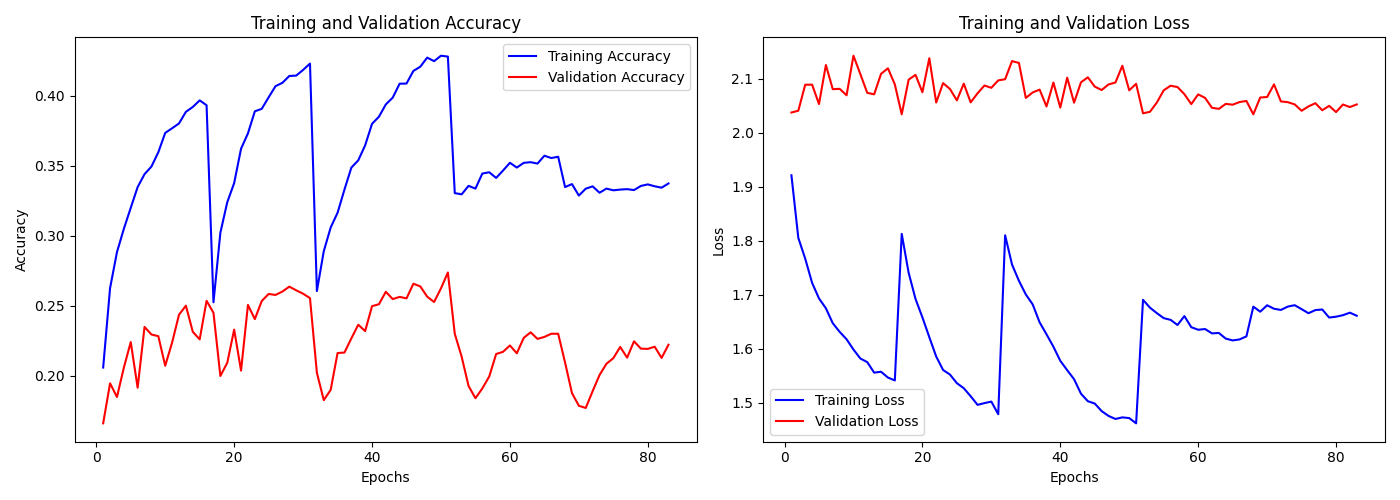 Training and Validation Accuracy
Training Accuracy
Validation Accuracy
0.40
0.35
0.30
0.25
0.20
Accuracy
0
20
40
60
80
Epochs
Training and Validation Loss
2.1
2.0
1.9
1.8
1.7
1.6
1.5
Loss
Training Loss
Validation Loss
0
20
40
60
80
Epochs